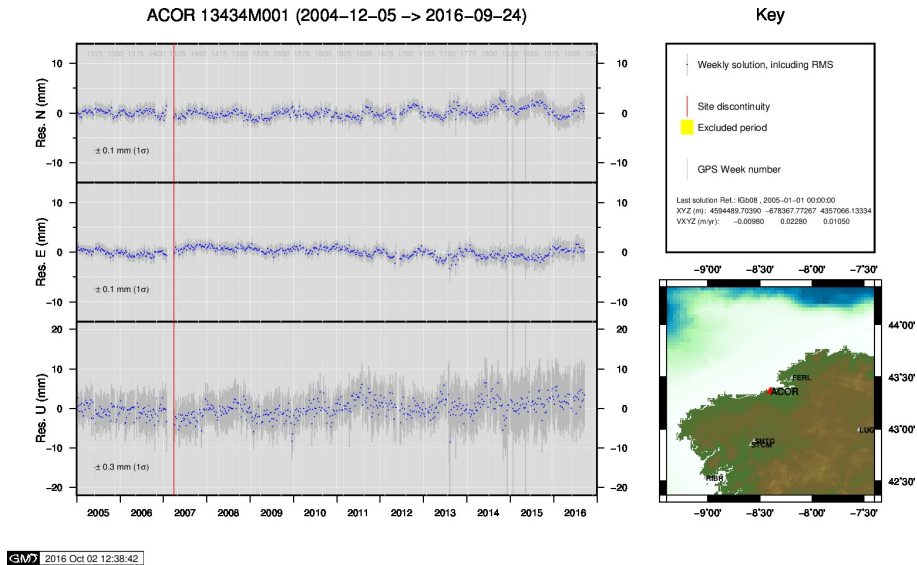 ACOR 13434M001 (2004−12−05 −> 2016−09−24)
Key
Res. N (mm)
10
0
−10
10
0
−10
± 0.1 mm (1σ)
Res. E (mm)
10
0
−10
10
0
−10
± 0.1 mm (1σ)
Res. U (mm)
20
10
0
−10
−20
20
10
0
−10
−20
± 0.3 mm (1σ)
2005 2006 2007 2008 2009 2010 2011 2012 2013 2014 2015 2016
Weekly solution, inlcuding RMS
Site discontinuity
Excluded period
GPS Week number
Last solution Ref.: IGb08 , 2005−01−01 00:00:00
XYZ (m): 4594489.70390 −678367.77267 4357066.13334
VXYZ (m/yr): −0.00980 0.02280 0.01050
−9˚00' −8˚30' −8˚00' −7˚30'
44˚00'
43˚30'
43˚00'
42˚30'
FERL
ACOR
LUG
SNTG
STCM
RIBR
−9˚00' −8˚30' −8˚00' −7˚30'
GMT 2016 Oct 02 12:38:42